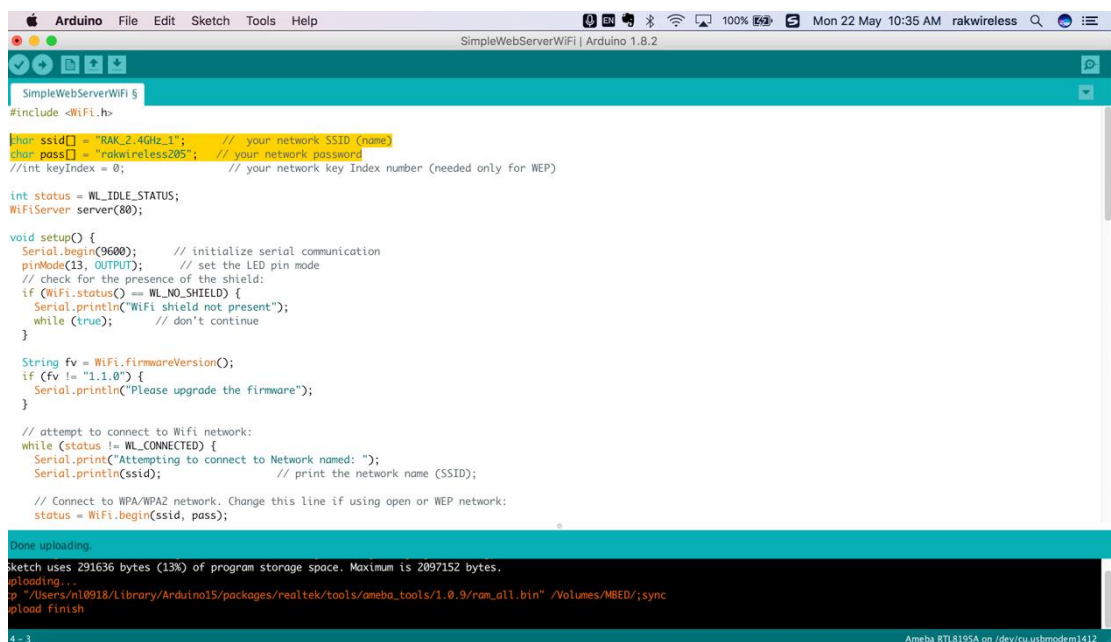 Arduino File Edit Sketch Tools Help EN 100% Mon 22 May 10:35 AM rakwireless
SimpleWebServerWiFi | Arduino 1.8.2
SimpleWebServerWiFi §
#include <WiFi.h>
char ssid[] = "RAK_2.4GHz_1"; // your network SSID (name)
char pass[] = "rakwireless205"; // your network password
//int keyIndex = 0; // your network key Index number (needed only for WEP)
int status = WL_IDLE_STATUS;
WiFiServer server(80);
void setup() {
Serial.begin(9600); // initialize serial communication
pinMode(13, OUTPUT); // set the LED pin mode
// check for the presence of the shield:
if (WiFi.status() == WL_NO_SHIELD) {
Serial.println("WiFi shield not present");
while (true); // don't continue
}
String fv = WiFi.firmwareVersion();
if (fv != "1.1.0") {
Serial.println("Please upgrade the firmware");
}
// attempt to connect to Wifi network:
while (status != WL_CONNECTED) {
Serial.print("Attempting to connect to Network named: ");
Serial.println(ssid); // print the network name (SSID);
// Connect to WPA/WPA2 network. Change this line if using open or WEP network:
status = WiFi.begin(ssid, pass);
Done uploading.
Sketch uses 291636 bytes (13%) of program storage space. Maximum is 2097152 bytes.
uploading...
cp "/Users/nl0918/Library/Arduino15/packages/realtek/tools/ameba_tools/1.0.9/ram_all.bin" /Volumes/MBED/;sync
upload finish
4 - 3 Ameba RTL8195A on /dev/cu.usbmodem1412